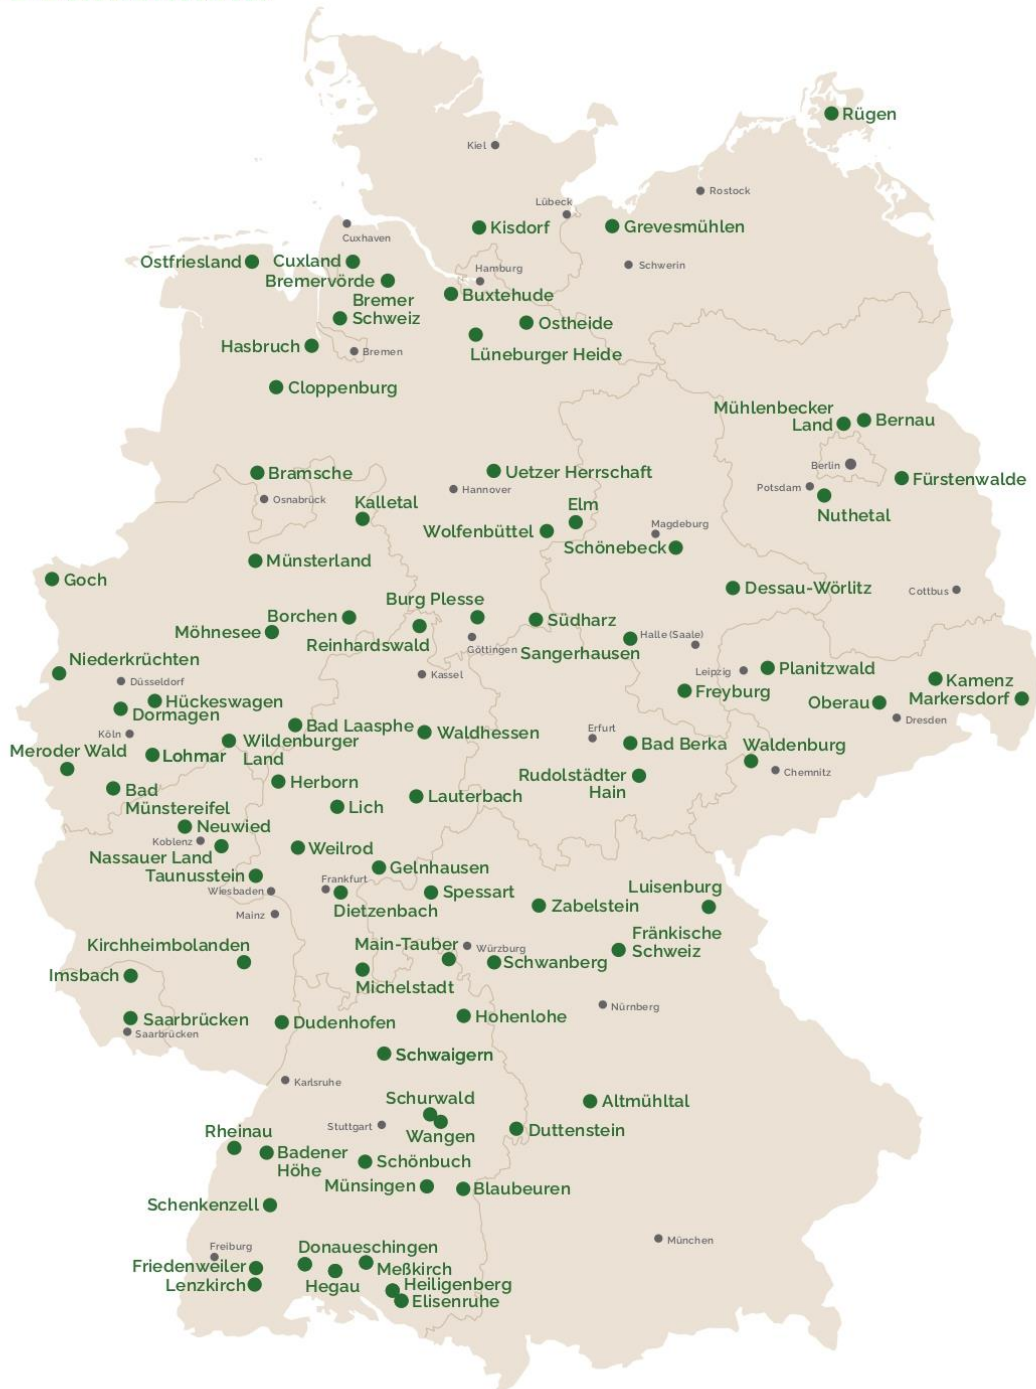 Rügen
Kiel
Rostock
Lübeck
Kisdorf
Grevesmühlen
Cuxhaven
Ostfriesland
Cuxland
Schwerin
Hamburg
Bremervörde
Buxtehude
Bremer
Schweiz
Ostheide
Hasbruch
Bremen
Lüneburger Heide
Cloppenburg
Mühlenbecker
Land
Bernau
Berlin
Bramsche
Uetzer Herrschaft
Fürstenwalde
Potsdam
Hannover
Osnabrück
Kalletal
Elm
Nuthetal
Magdeburg
Wolfenbüttel
Schönebeck
Münsterland
Goch
Dessau-Wörlitz
Cottbus
Burg Plesse
Borchen
Südharz
Möhnesee
Reinhardswald
Göttingen
Halle (Saale)
Sangerhausen
Niederkrüchten
Düsseldorf
Kassel
Leipzig
Planitzwald
Kamenz
Hückeswagen
Freyburg
Oberau
Markersdorf
Dormagen
Dresden
Bad Laasphe
Waldhessen
Erfurt
Köln
Wildenburger
Land
Bad Berka
Waldenburg
Meroder Wald
Lohmar
Chemnitz
Rudolstädter
Hain
Herborn
Bad
Münstereifel
Lauterbach
Lich
Neuwied
Koblenz
Weilrod
Nassauer Land
Gelnhausen
Taunusstein
Frankfurt
Wiesbaden
Spessart
Luisenburg
Dietzenbach
Zabelstein
Mainz
Fränkische
Schweiz
Kirchheimbolanden
Main-Tauber
Würzburg
Schwanberg
Imsbach
Michelstadt
Nürnberg
Saarbrücken
Saarbrücken
Dudenhofen
Hohenlohe
Schwaigern
Karlsruhe
Schurwald
Altmühltal
Stuttgart
Wangen
Duttenstein
Rheinau
Badener
Höhe
Schönbuch
Münsingen
Blaubeuren
Schenkenzell
München
Freiburg
Donaueschingen
Friedenweiler
Meßkirch
Lenzkirch
Hegau
Heiligenberg
Elisenruhe